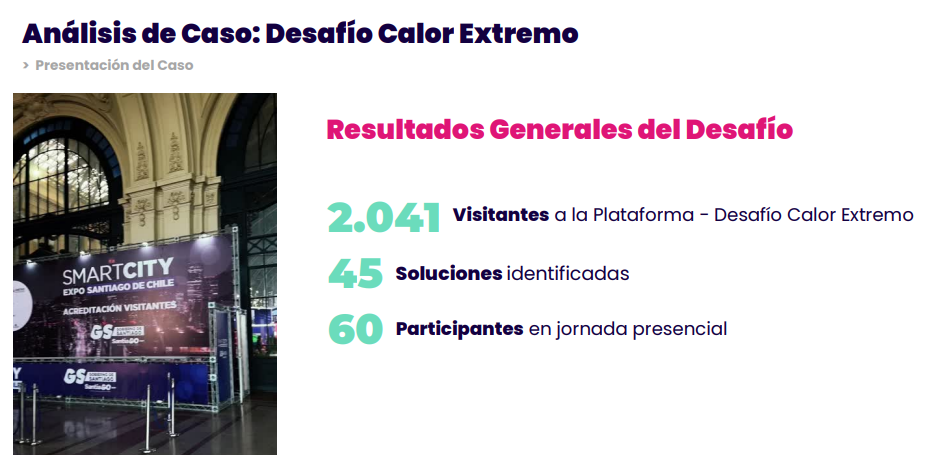 Análisis de Caso: Desafío Calor Extremo
> Presentación del Caso
SMARTCITY
EXPO SANTIAGO DE CHILE
ACREDITACIÓN VISITANTES
GS GOBIERNO DE SANTIAGO
SantiaGO
GS GOBIERNO DE SANTIAGO
SantiaGO
Resultados Generales del Desafío
2.041 Visitantes a la Plataforma - Desafío Calor Extremo
45 Soluciones identificadas
60 Participantes en jornada presencial